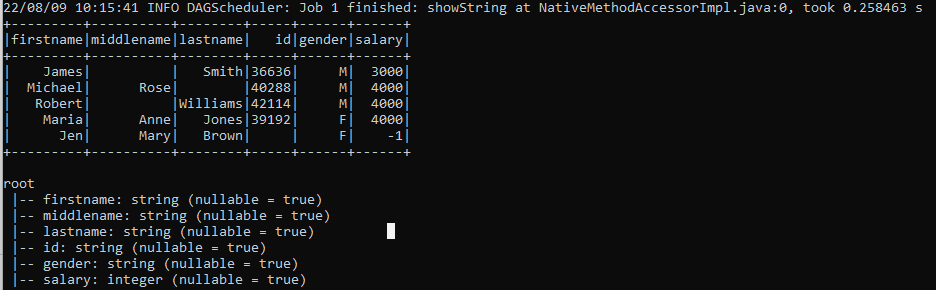 22/08/09 10:15:41 INFO DAGScheduler: Job 1 finished: showString at NativeMethodAccessorImpl.java:0, took 0.258463 s
+---------+----------+--------+-----+------+------+
|firstname|middlename|lastname|   id|gender|salary|
+---------+----------+--------+-----+------+------+
|    James|          |   Smith|36636|     M|  3000|
|  Michael|      Rose|        |40288|     M|  4000|
|   Robert|          |Williams|42114|     M|  4000|
|    Maria|      Anne|   Jones|39192|     F|  4000|
|      Jen|      Mary|   Brown|     |     F|    -1|
+---------+----------+--------+-----+------+------+
root
 |-- firstname: string (nullable = true)
 |-- middlename: string (nullable = true)
 |-- lastname: string (nullable = true)
 |-- id: string (nullable = true)
 |-- gender: string (nullable = true)
 |-- salary: integer (nullable = true)